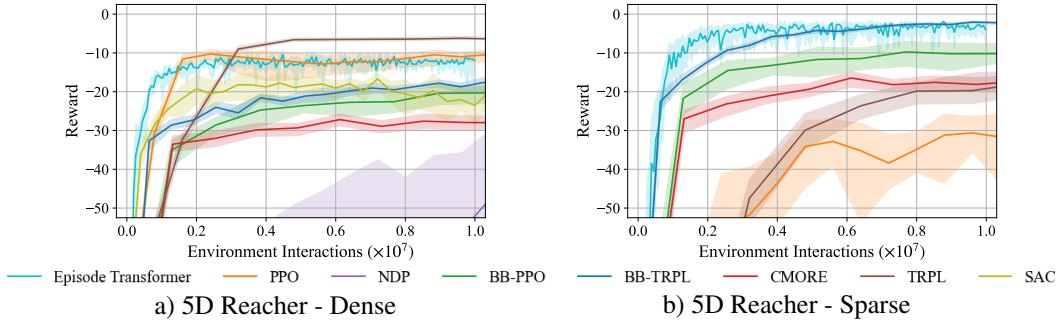 0
−10
−20
−30
−40
−50
Reward
0.0 0.2 0.4 0.6 0.8 1.0
Environment Interactions (×10⁷)
0
−10
−20
−30
−40
−50
Reward
0.0 0.2 0.4 0.6 0.8 1.0
Environment Interactions (×10⁷)
Episode Transformer PPO NDP BB-PPO BB-TRPL CMORE TRPL SAC
a) 5D Reacher - Dense
b) 5D Reacher - Sparse